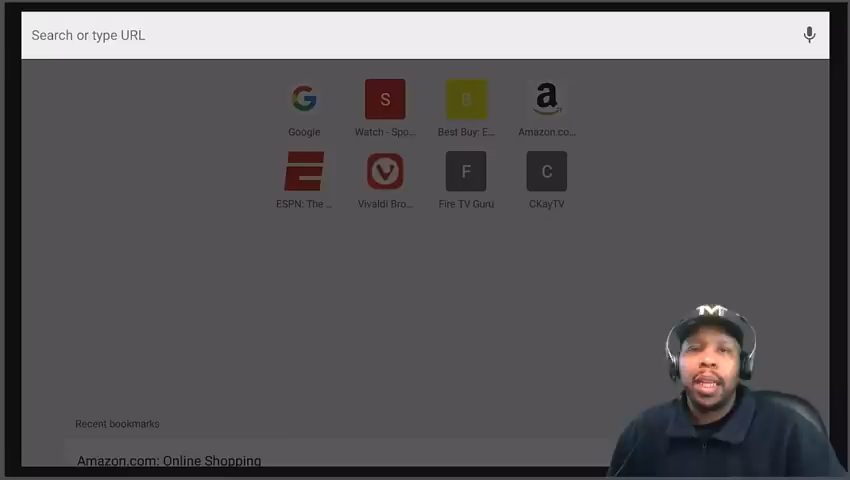 Search or type URL
S
B
a
Google
Watch - Spo...
Best Buy: E...
Amazon.co...
E
V
F
C
ESPN: The ...
Vivaldi Bro...
Fire TV Guru
CKayTV
Recent bookmarks
Amazon.com: Online Shopping